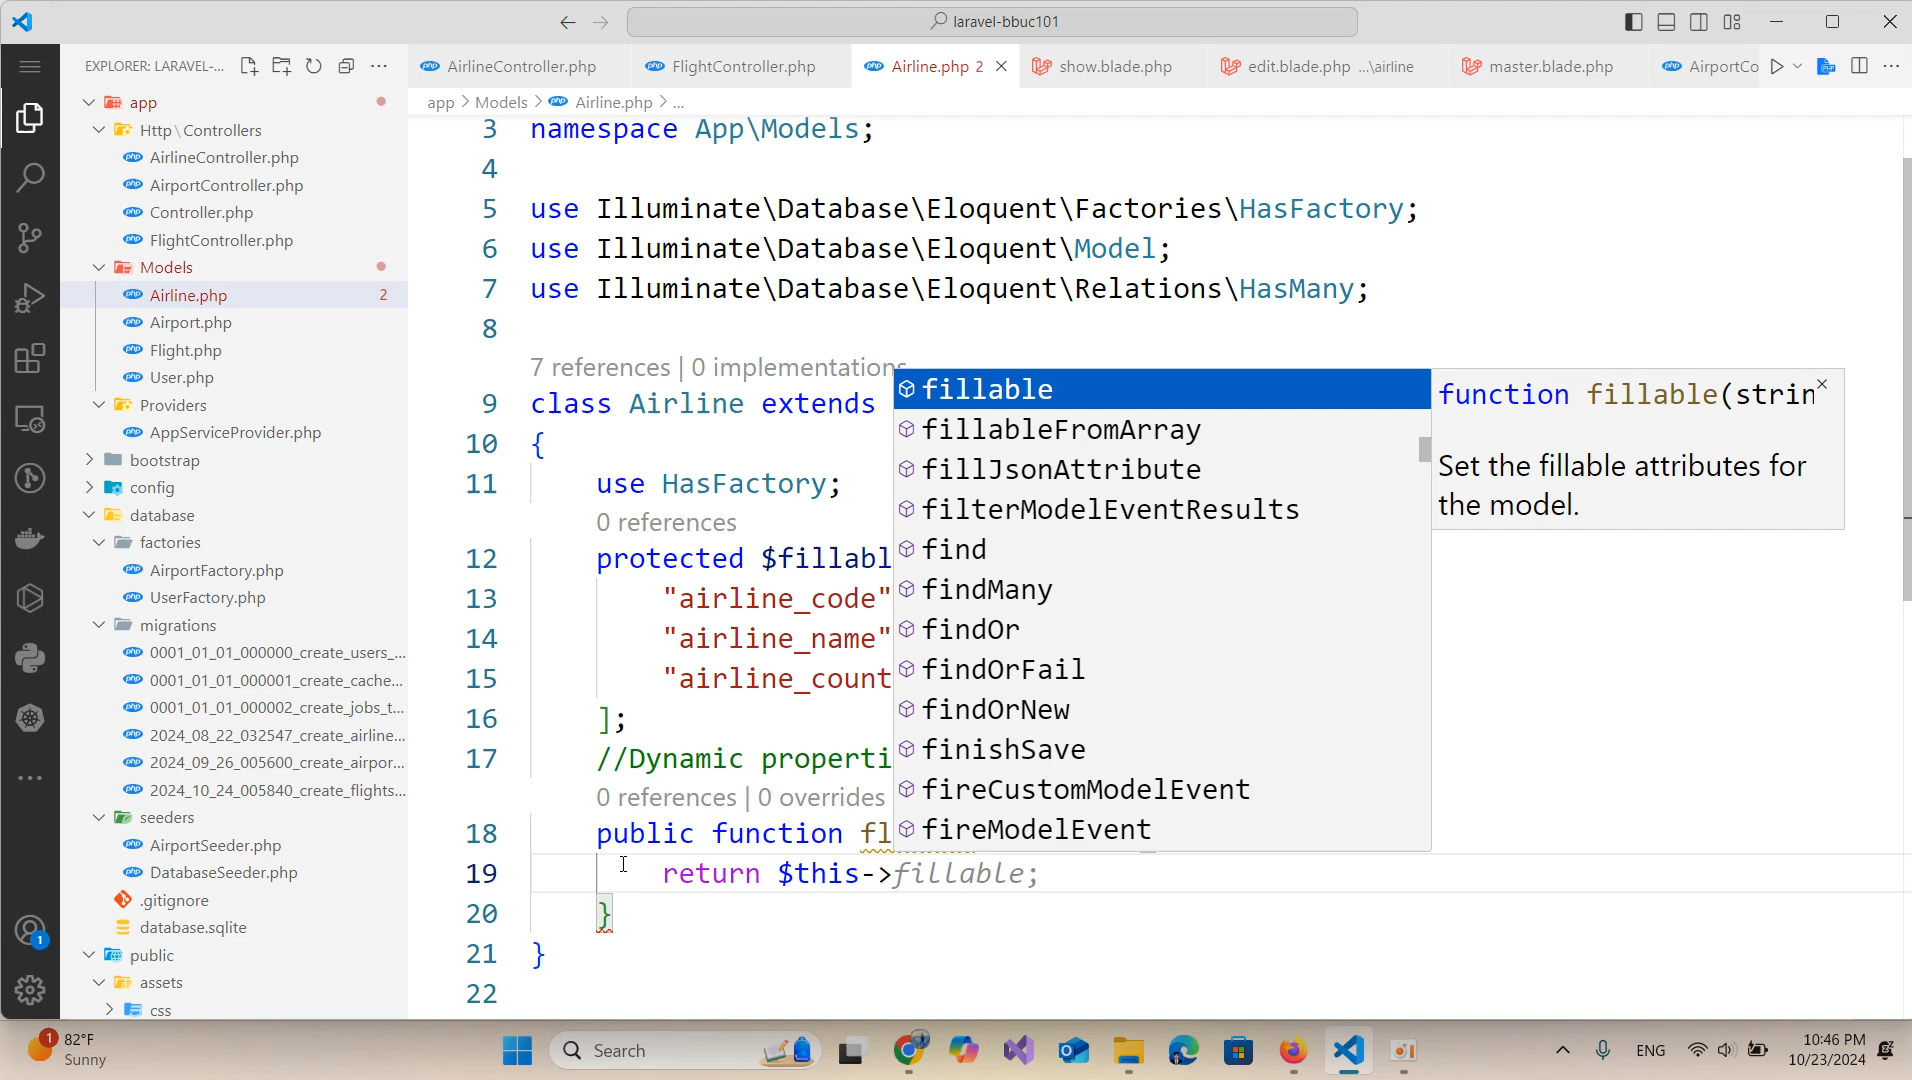 laravel-bbuc101
EXPLORER: LARAVEL-...
AirlineController.php
FlightController.php
Airline.php 2
show.blade.php
edit.blade.php ...\airline
master.blade.php
AirportCo
app > Models > Airline.php > ...
app
Http\Controllers
AirlineController.php
AirportController.php
Controller.php
FlightController.php
Models
Airline.php 2
Airport.php
Flight.php
User.php
Providers
AppServiceProvider.php
bootstrap
config
database
factories
AirportFactory.php
UserFactory.php
migrations
0001_01_01_000000_create_users_...
0001_01_01_000001_create_cache...
0001_01_01_000002_create_jobs_t...
2024_08_22_032547_create_airline...
2024_09_26_005600_create_airpor...
2024_10_24_005840_create_flights...
seeders
AirportSeeder.php
DatabaseSeeder.php
.gitignore
database.sqlite
public
assets
css
1
3 namespace App\Models;
4
5 use Illuminate\Database\Eloquent\Factories\HasFactory;
6 use Illuminate\Database\Eloquent\Model;
7 use Illuminate\Database\Eloquent\Relations\HasMany;
8
7 references | 0 implementations
9 class Airline extends
10 {
11 use HasFactory;
0 references
12 protected $fillabl
13 "airline_code"
14 "airline_name"
15 "airline_count
16 ];
17 //Dynamic properti
0 references | 0 overrides
18 public function fl
19 return $this->fillable;
20 }
21 }
22
fillable
fillableFromArray
fillJsonAttribute
filterModelEventResults
find
findMany
findOr
findOrFail
findOrNew
finishSave
fireCustomModelEvent
fireModelEvent
function fillable(strin
Set the fillable attributes for
the model.
1
82°F
Sunny
Search
ENG
10:46 PM
10/23/2024